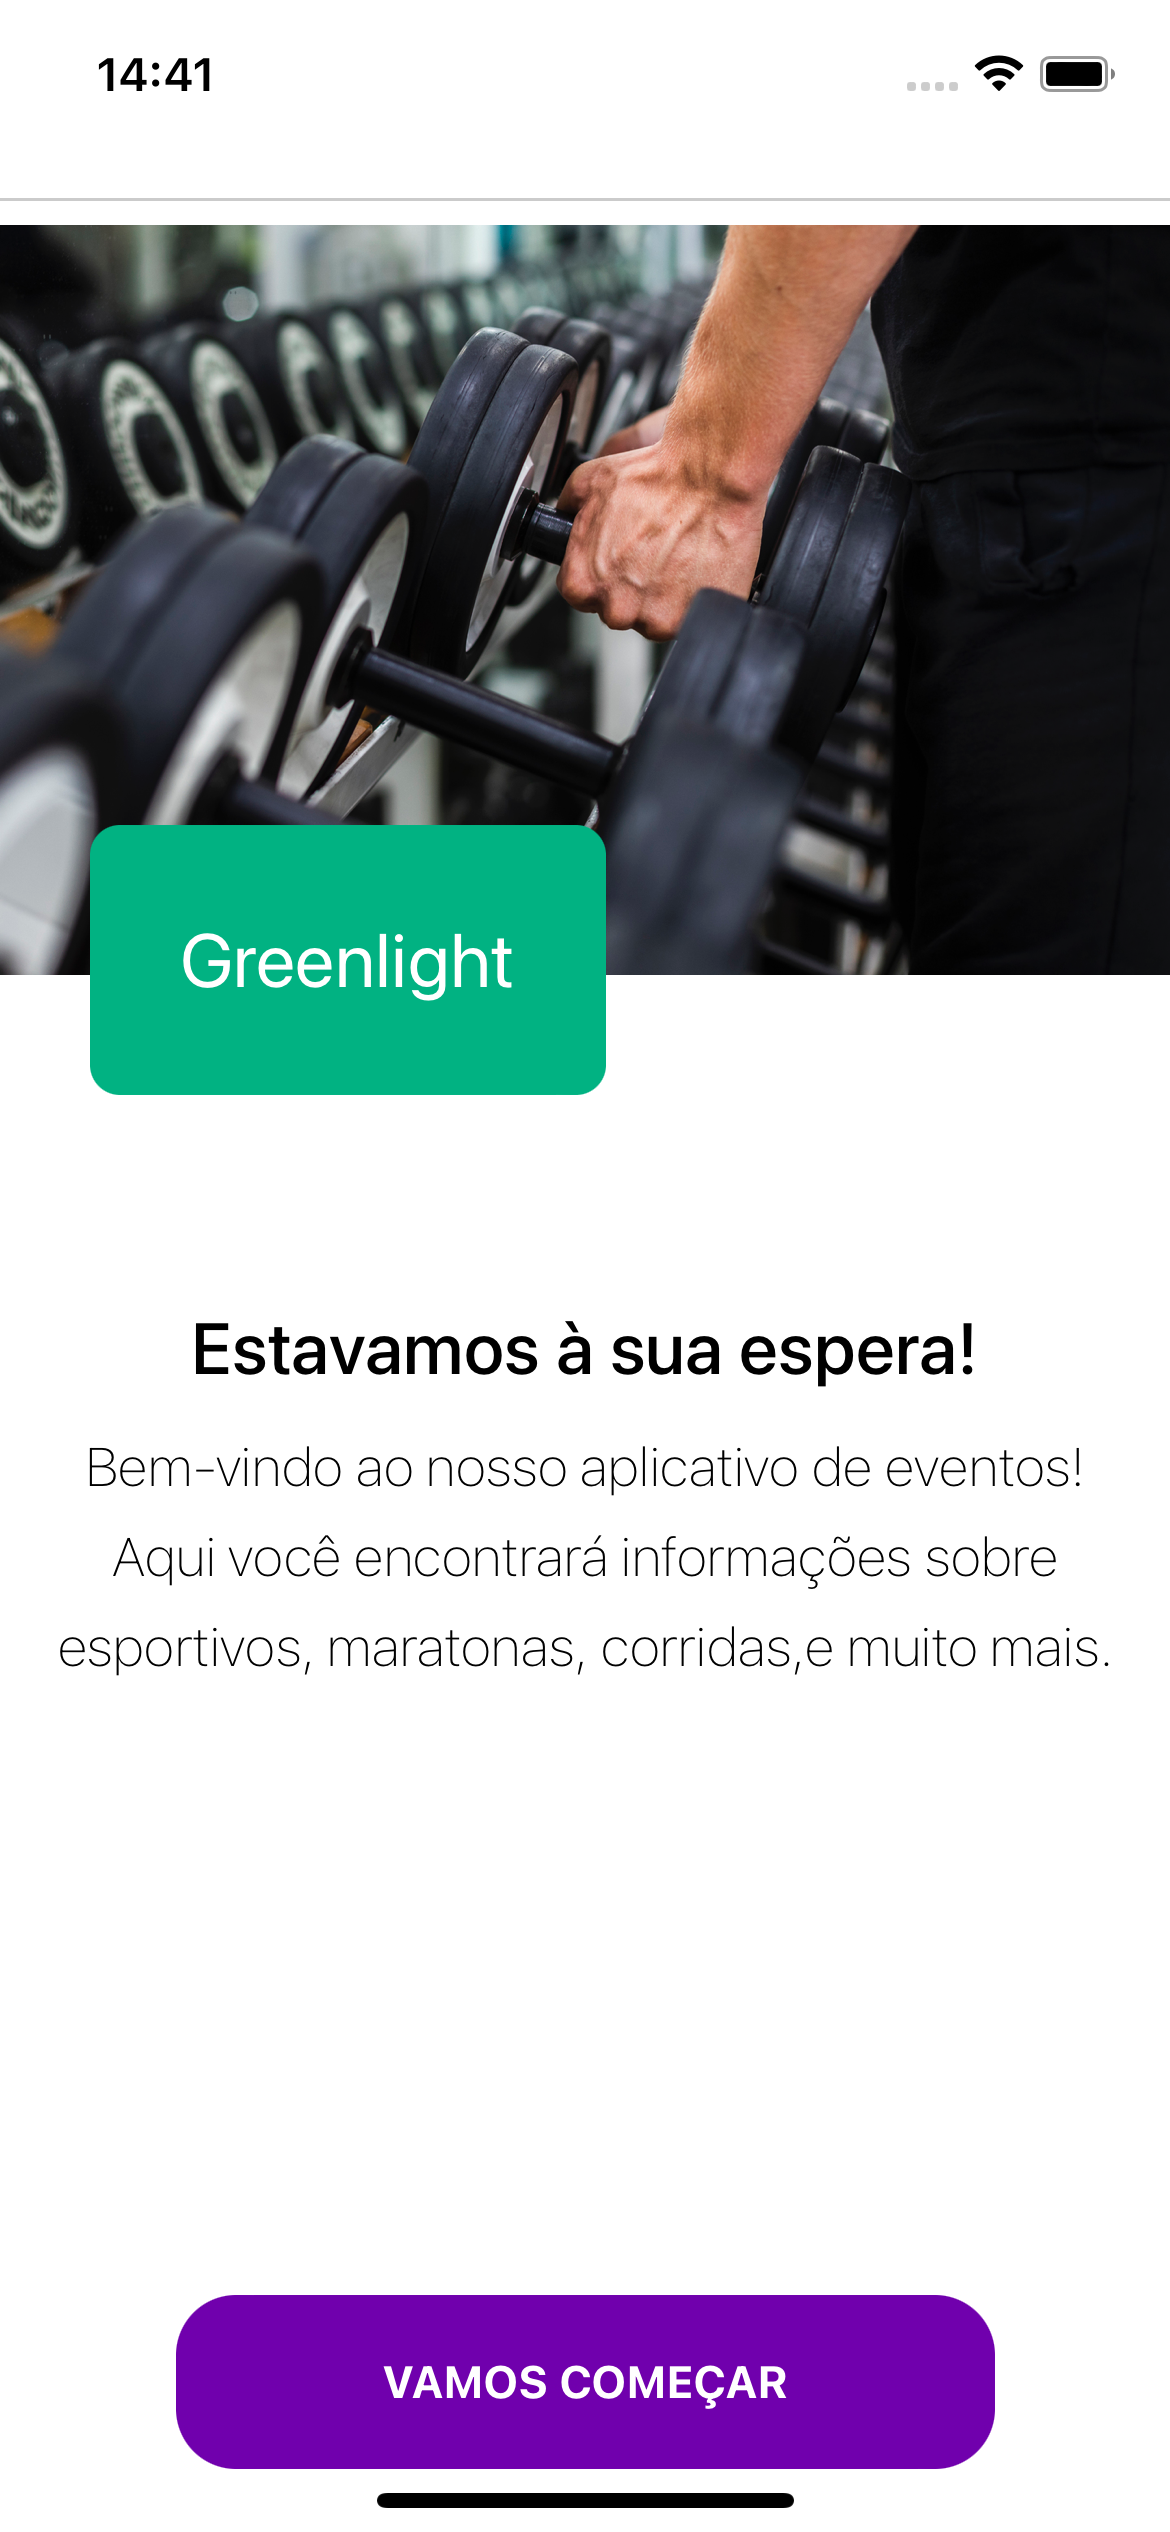 14:41
Greenlight
Estavamos à sua espera!
Bem-vindo ao nosso aplicativo de eventos!
Aqui você encontrará informações sobre
esportivos, maratonas, corridas,e muito mais.
VAMOS COMEÇAR